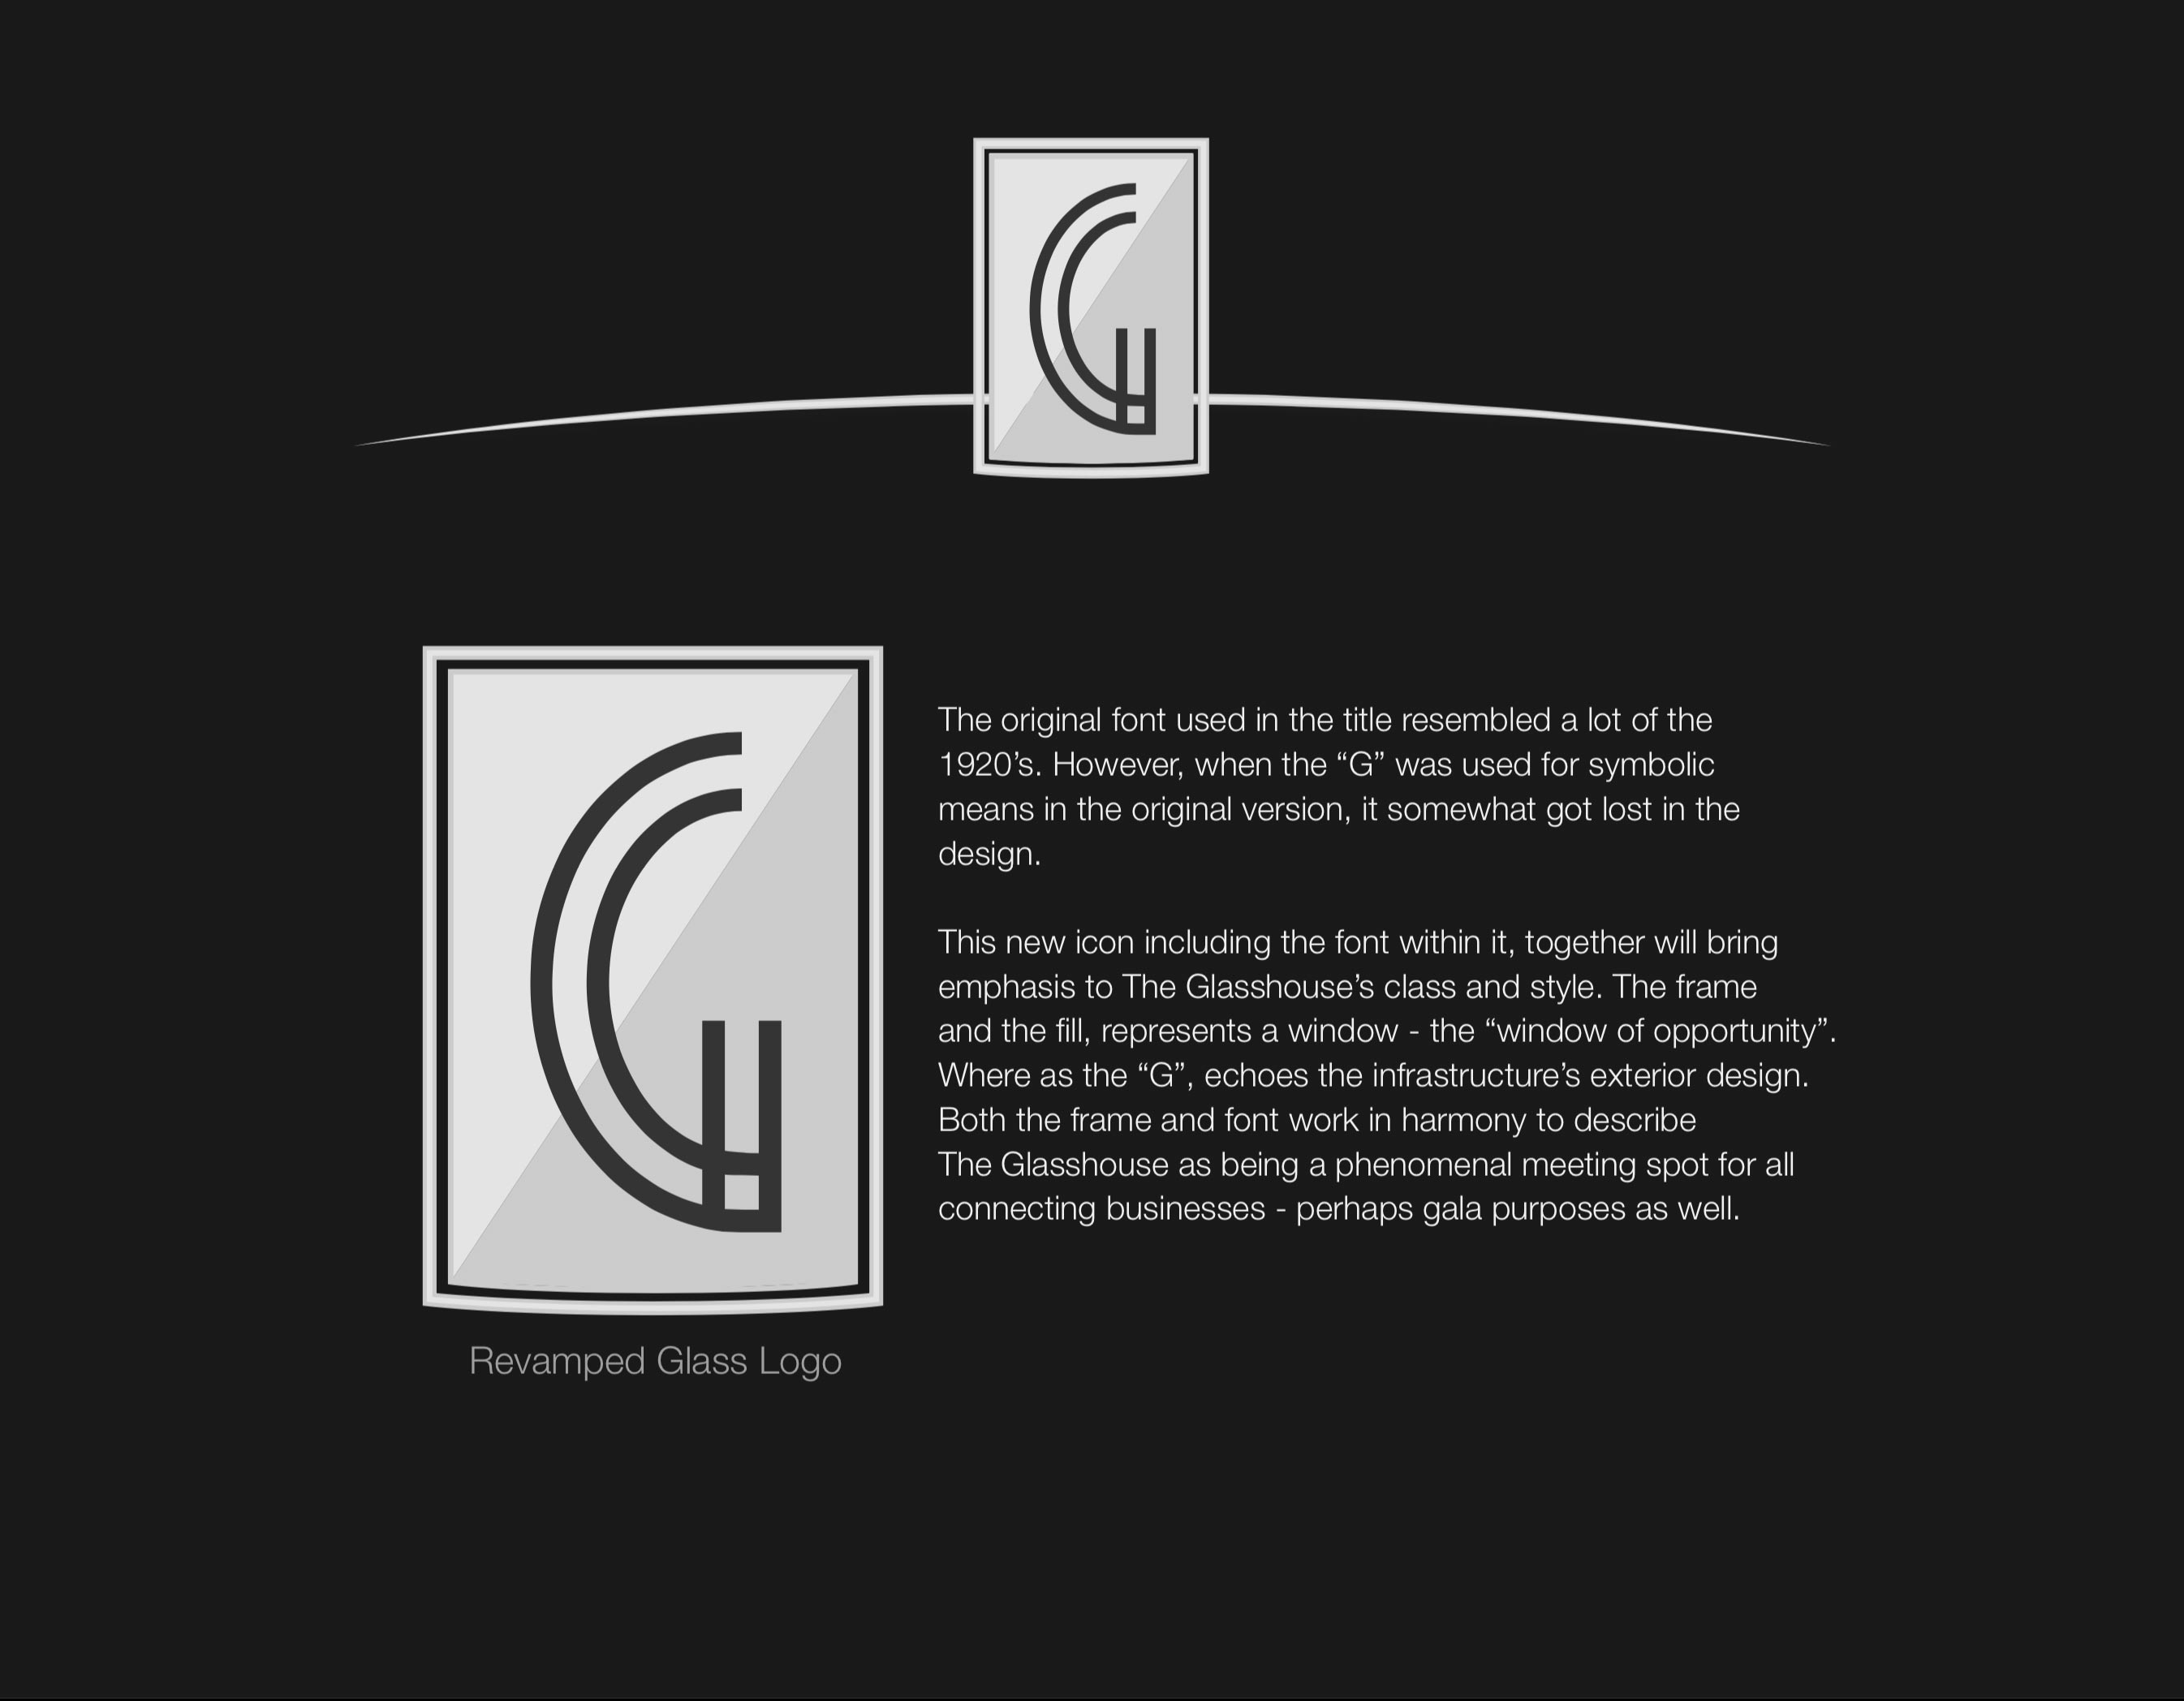 G
G
The original font used in the title resembled a lot of the
1920’s. However, when the “G” was used for symbolic
means in the original version, it somewhat got lost in the
design.
This new icon including the font within it, together will bring
emphasis to The Glasshouse’s class and style. The frame
and the fill, represents a window - the “window of opportunity”.
Where as the “G”, echoes the infrastructure’s exterior design.
Both the frame and font work in harmony to describe
The Glasshouse as being a phenomenal meeting spot for all
connecting businesses - perhaps gala purposes as well.
Revamped Glass Logo